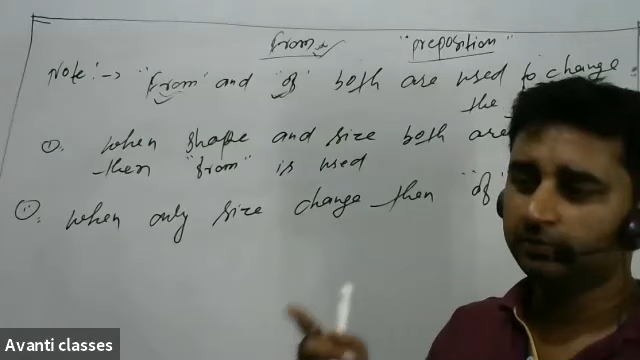 from "preposition"
Note:-> "from" and "of" both are used to change
the
①. when shape and size both are
then "from" is used
②. when only size change then "of"
Avanti classes